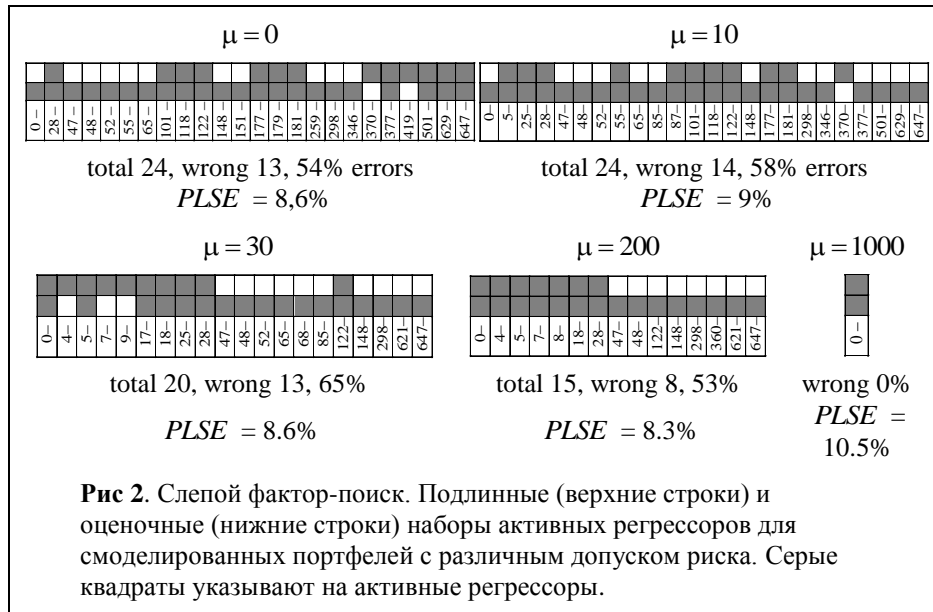 μ = 0
μ = 10
0 – 28– 47 – 48 – 52 – 55 – 65 – 101 – 118 – 122 – 148 – 151– 177 – 179 – 181 – 259 – 298 – 346 – 370 – 377 – 419 – 501 – 629 – 647 –
0– 5– 25– 28– 47– 48– 52– 55– 65– 85– 87– 101– 118– 122– 148– 177– 181– 298– 346– 370– 377– 501– 629– 647–
total 24, wrong 13, 54% errors
PLSE = 8,6%
total 24, wrong 14, 58% errors
PLSE = 9%
μ = 30
μ = 200
μ = 1000
0– 4– 5– 7– 9– 17– 18– 25– 28– 47– 48– 52– 65– 68– 85– 122– 148– 298– 621– 647–
0– 4– 5– 7– 8– 18– 28– 47– 48– 122– 148– 298– 360– 621– 647–
0 –
total 20, wrong 13, 65%
PLSE = 8.6%
total 15, wrong 8, 53%
PLSE = 8.3%
wrong 0%
PLSE =
10.5%
Рис 2. Слепой фактор-поиск. Подлинные (верхние строки) и
оценочные (нижние строки) наборы активных регрессоров для
смоделированных портфелей с различным допуском риска. Серые
квадраты указывают на активные регрессоры.